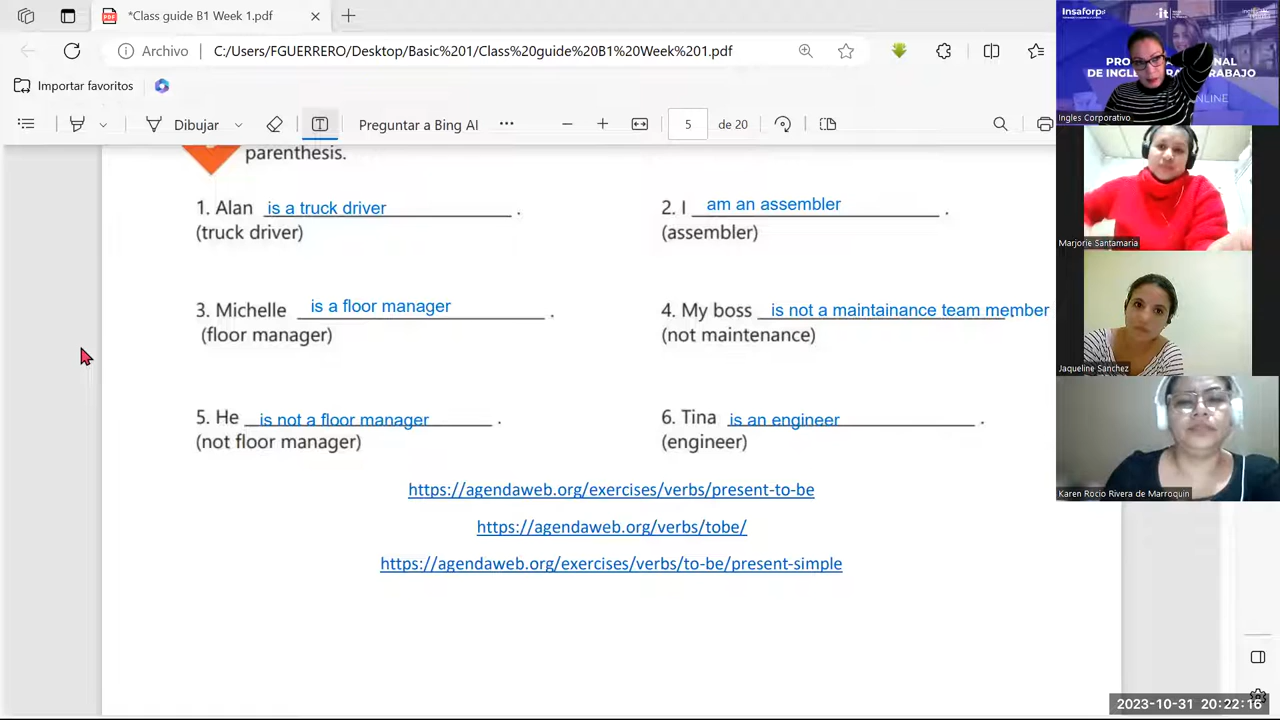 *Class guide B1 Week 1.pdf
Archivo
C:/Users/FGUERRERO/Desktop/Basic%201/Class%20guide%20B1%20Week%201.pdf
Importar favoritos
Dibujar
Preguntar a Bing AI
5
de 20
parenthesis.
1. Alan is a truck driver .
(truck driver)
2. I am an assembler .
(assembler)
3. Michelle is a floor manager .
(floor manager)
4. My boss is not a maintainance team member .
(not maintenance)
5. He is not a floor manager .
(not floor manager)
6. Tina is an engineer .
(engineer)
https://agendaweb.org/exercises/verbs/present-to-be
https://agendaweb.org/verbs/tobe/
https://agendaweb.org/exercises/verbs/to-be/present-simple
Insaforp
Ingles Corporativo
Marjorie Santamaria
Jaqueline Sanchez
Karen Rocio Rivera de Marroquin
2023-10-31 20:22:16